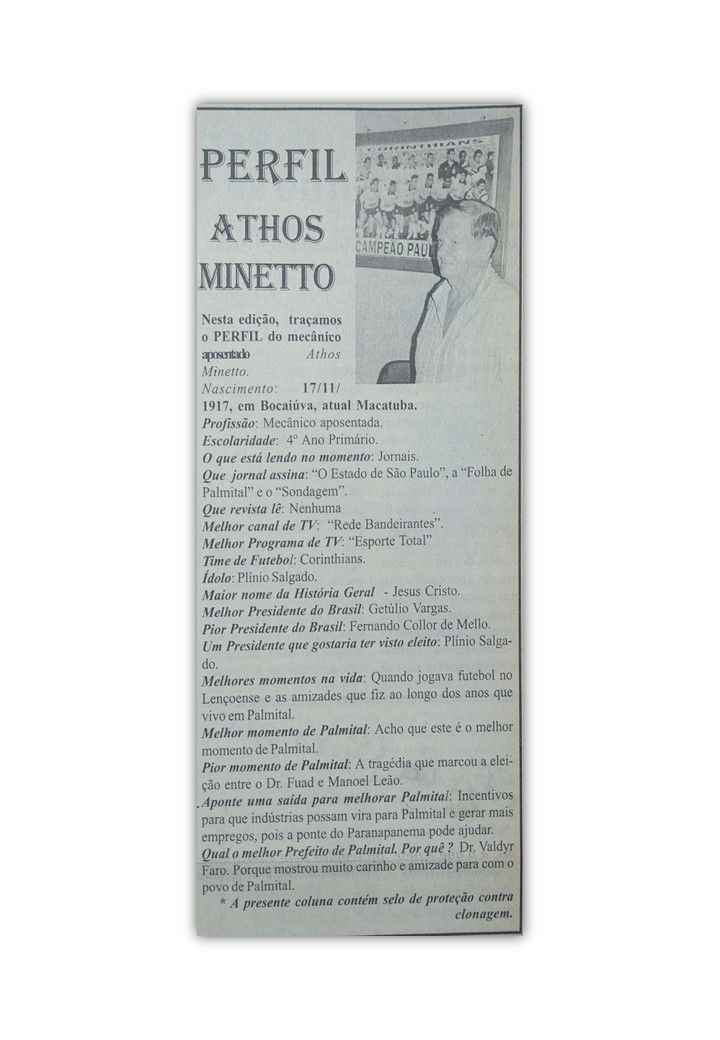 PERFIL
ATHOS
MINETTO
CORINTHIANS
CAMPEÃO PAUL
Nesta edição, traçamos
o PERFIL do mecânico
aposentado Athos
Minetto.
Nascimento: 17/11/
1917, em Bocaiúva, atual Macatuba.
Profissão: Mecânico aposentada.
Escolaridade: 4º Ano Primário.
O que está lendo no momento: Jornais.
Que jornal assina: “O Estado de São Paulo”, a “Folha de
Palmital” e o “Sondagem”.
Que revista lê: Nenhuma
Melhor canal de TV: “Rede Bandeirantes”.
Melhor Programa de TV: “Esporte Total”
Time de Futebol: Corinthians.
Ídolo: Plínio Salgado.
Maior nome da História Geral - Jesus Cristo.
Melhor Presidente do Brasil: Getúlio Vargas.
Pior Presidente do Brasil: Fernando Collor de Mello.
Um Presidente que gostaria ter visto eleito: Plínio Salga-
do.
Melhores momentos na vida: Quando jogava futebol no
Lençoense e as amizades que fiz ao longo dos anos que
vivo em Palmital.
Melhor momento de Palmital: Acho que este é o melhor
momento de Palmital.
Pior momento de Palmital: A tragédia que marcou a elei-
ção entre o Dr. Fuad e Manoel Leão.
Aponte uma saída para melhorar Palmital: Incentivos
para que indústrias possam vira para Palmital e gerar mais
empregos, pois a ponte do Paranapanema pode ajudar.
Qual o melhor Prefeito de Palmital. Por quê ? Dr. Valdyr
Faro. Porque mostrou muito carinho e amizade para com o
povo de Palmital.
* A presente coluna contém selo de proteção contra
clonagem.